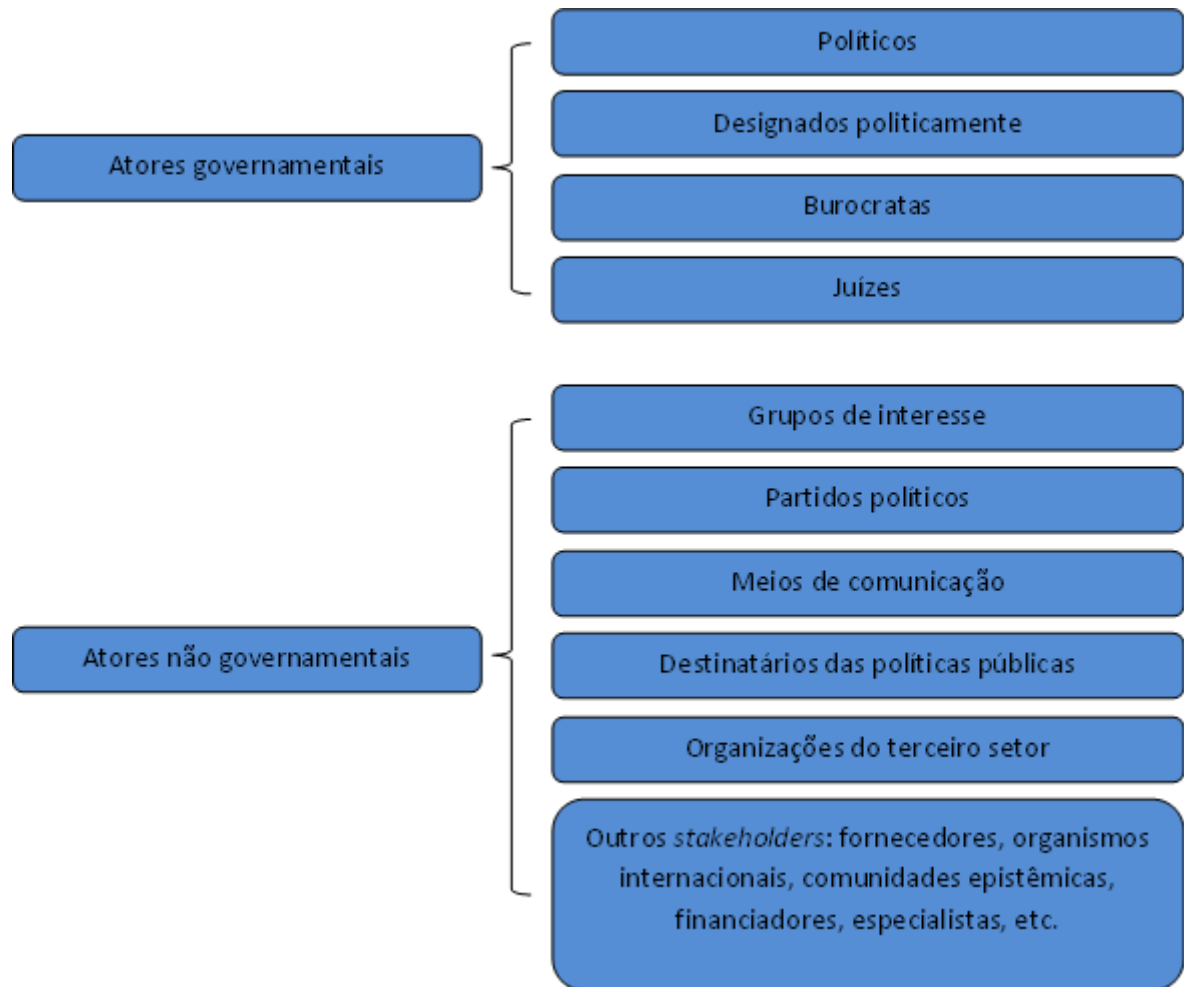 Atores governamentais
Políticos
Designados politicamente
Burocratas
Juízes
Atores não governamentais
Grupos de interesse
Partidos políticos
Meios de comunicação
Destinatários das políticas públicas
Organizações do terceiro setor
Outros stakeholders: fornecedores, organismos
internacionais, comunidades epistêmicas,
financiadores, especialistas, etc.